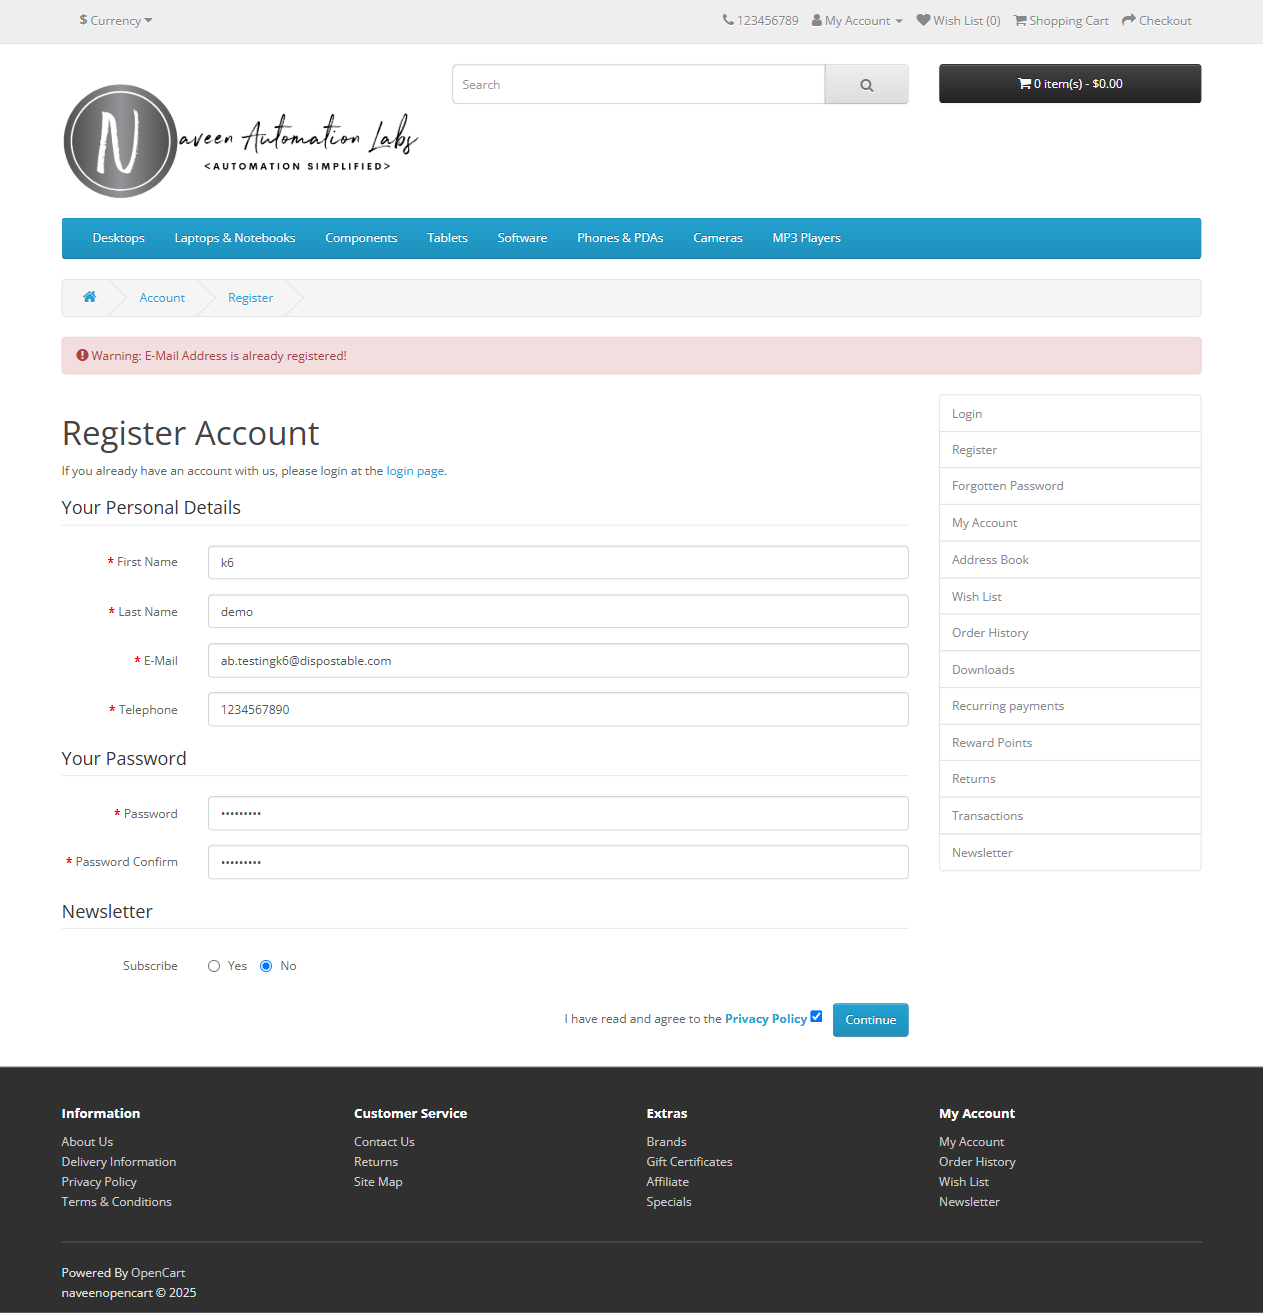 $ Currency
123456789 My Account Wish List (0) Shopping Cart Checkout
Search
0 item(s) - $0.00
N aveen Automation Labs
<AUTOMATION SIMPLIFIED>
Desktops Laptops & Notebooks Components Tablets Software Phones & PDAs Cameras MP3 Players
Account Register
Warning: E-Mail Address is already registered!
Register Account
If you already have an account with us, please login at the login page.
Your Personal Details
* First Name k6
* Last Name demo
* E-Mail ab.testingk6@dispostable.com
* Telephone 1234567890
Your Password
* Password •••••••••
* Password Confirm •••••••••
Newsletter
Subscribe Yes No
I have read and agree to the Privacy Policy Continue
Login
Register
Forgotten Password
My Account
Address Book
Wish List
Order History
Downloads
Recurring payments
Reward Points
Returns
Transactions
Newsletter
Information
About Us
Delivery Information
Privacy Policy
Terms & Conditions
Customer Service
Contact Us
Returns
Site Map
Extras
Brands
Gift Certificates
Affiliate
Specials
My Account
My Account
Order History
Wish List
Newsletter
Powered By OpenCart
naveenopencart © 2025